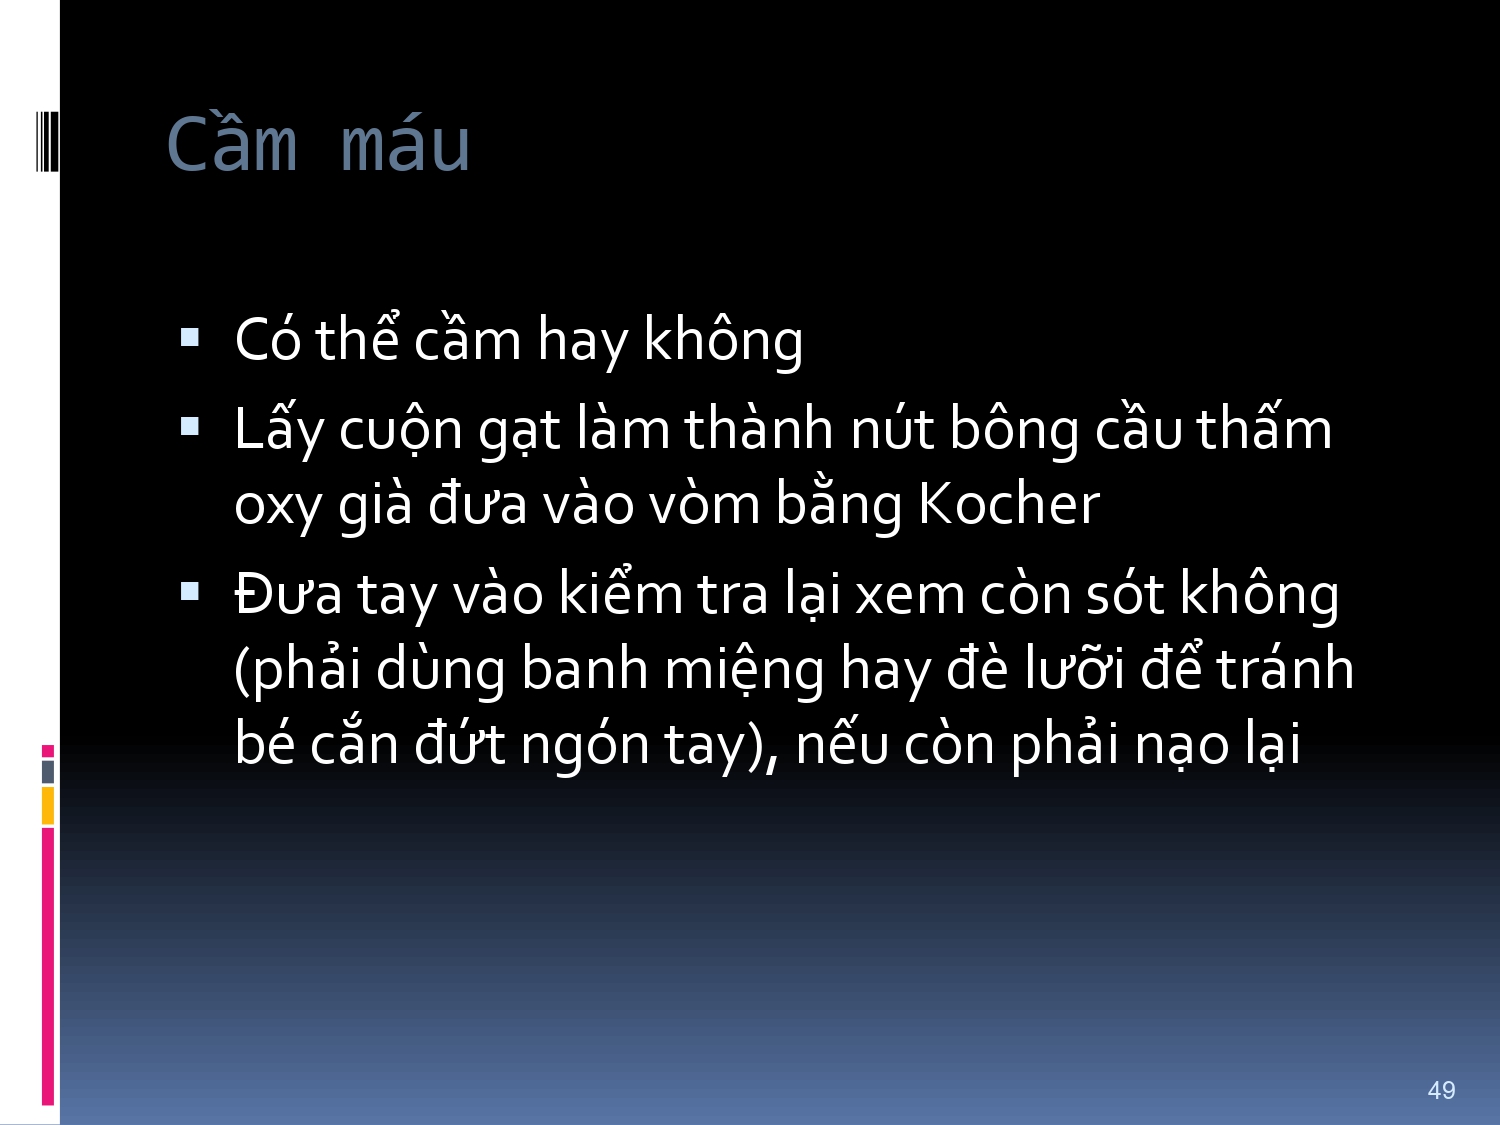 Cầm máu
Có thể cầm hay không
Lấy cuộn gạt làm thành nút bông cầu thấm
oxy già đưa vào vòm bằng Kocher
Đưa tay vào kiểm tra lại xem còn sót không
(phải dùng banh miệng hay đè lưỡi để tránh
bé cắn đứt ngón tay), nếu còn phải nạo lại
49